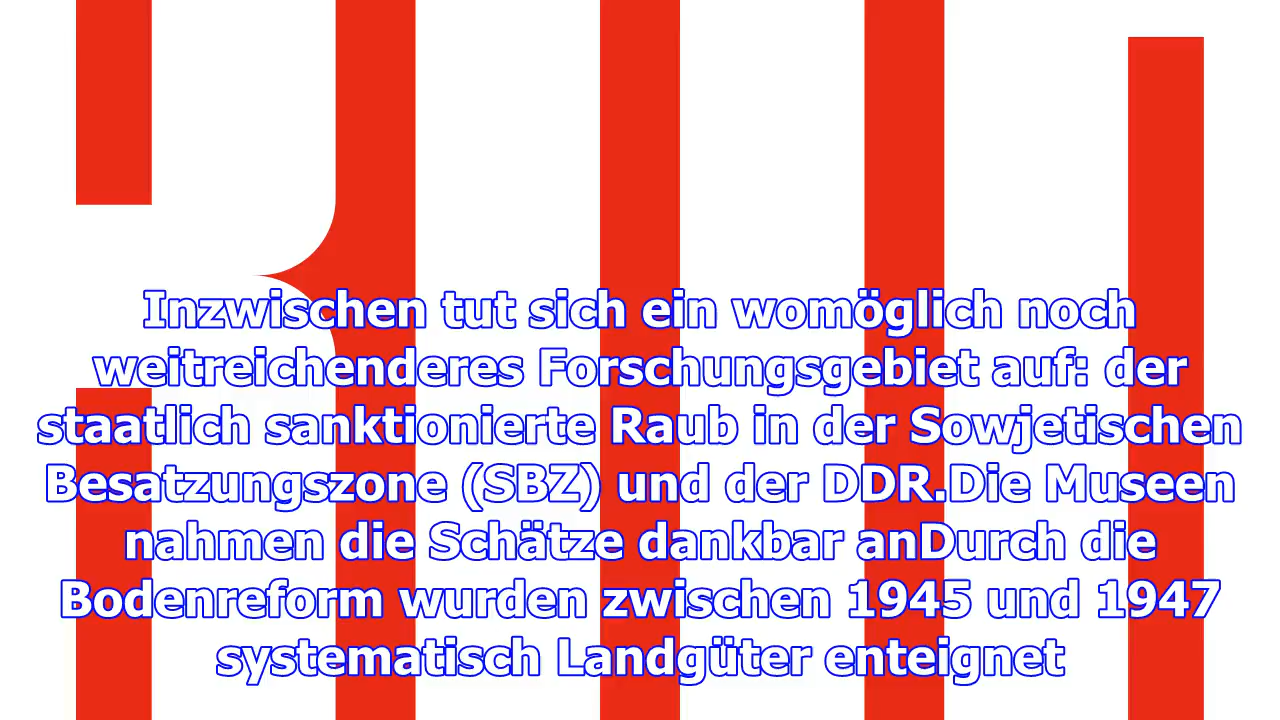 Inzwischen tut sich ein womöglich noch
weitreichenderes Forschungsgebiet auf: der
staatlich sanktionierte Raub in der Sowjetischen
Besatzungszone (SBZ) und der DDR.Die Museen
nahmen die Schätze dankbar anDurch die
Bodenreform wurden zwischen 1945 und 1947
systematisch Landgüter enteignet